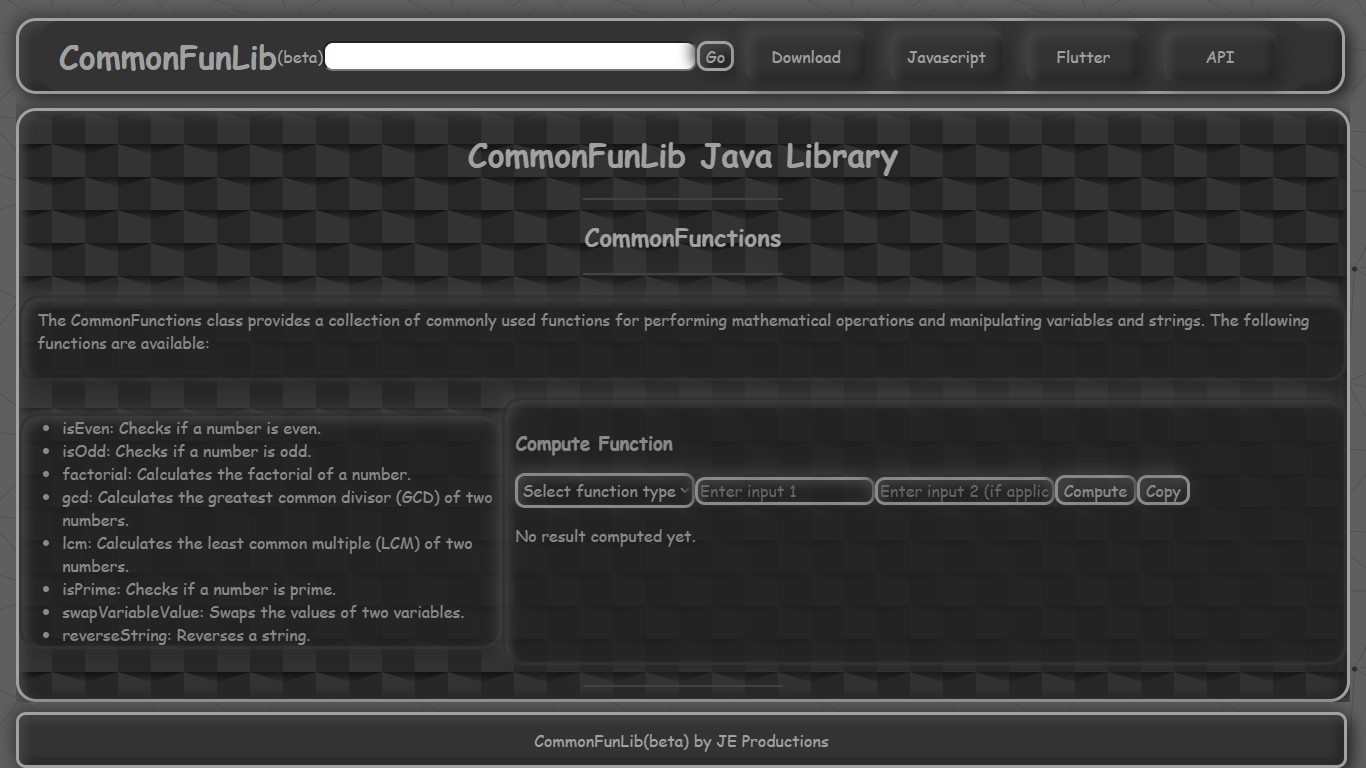 CommonFunLib(beta) Go Download Javascript Flutter API
CommonFunLib Java Library
CommonFunctions
The CommonFunctions class provides a collection of commonly used functions for performing mathematical operations and manipulating variables and strings. The following
functions are available:
• isEven: Checks if a number is even.
• isOdd: Checks if a number is odd.
• factorial: Calculates the factorial of a number.
• gcd: Calculates the greatest common divisor (GCD) of two
numbers.
• lcm: Calculates the least common multiple (LCM) of two
numbers.
• isPrime: Checks if a number is prime.
• swapVariableValue: Swaps the values of two variables.
• reverseString: Reverses a string.
Compute Function
Select function type Enter input 1 Enter input 2 (if applic Compute Copy
No result computed yet.
CommonFunLib(beta) by JE Productions